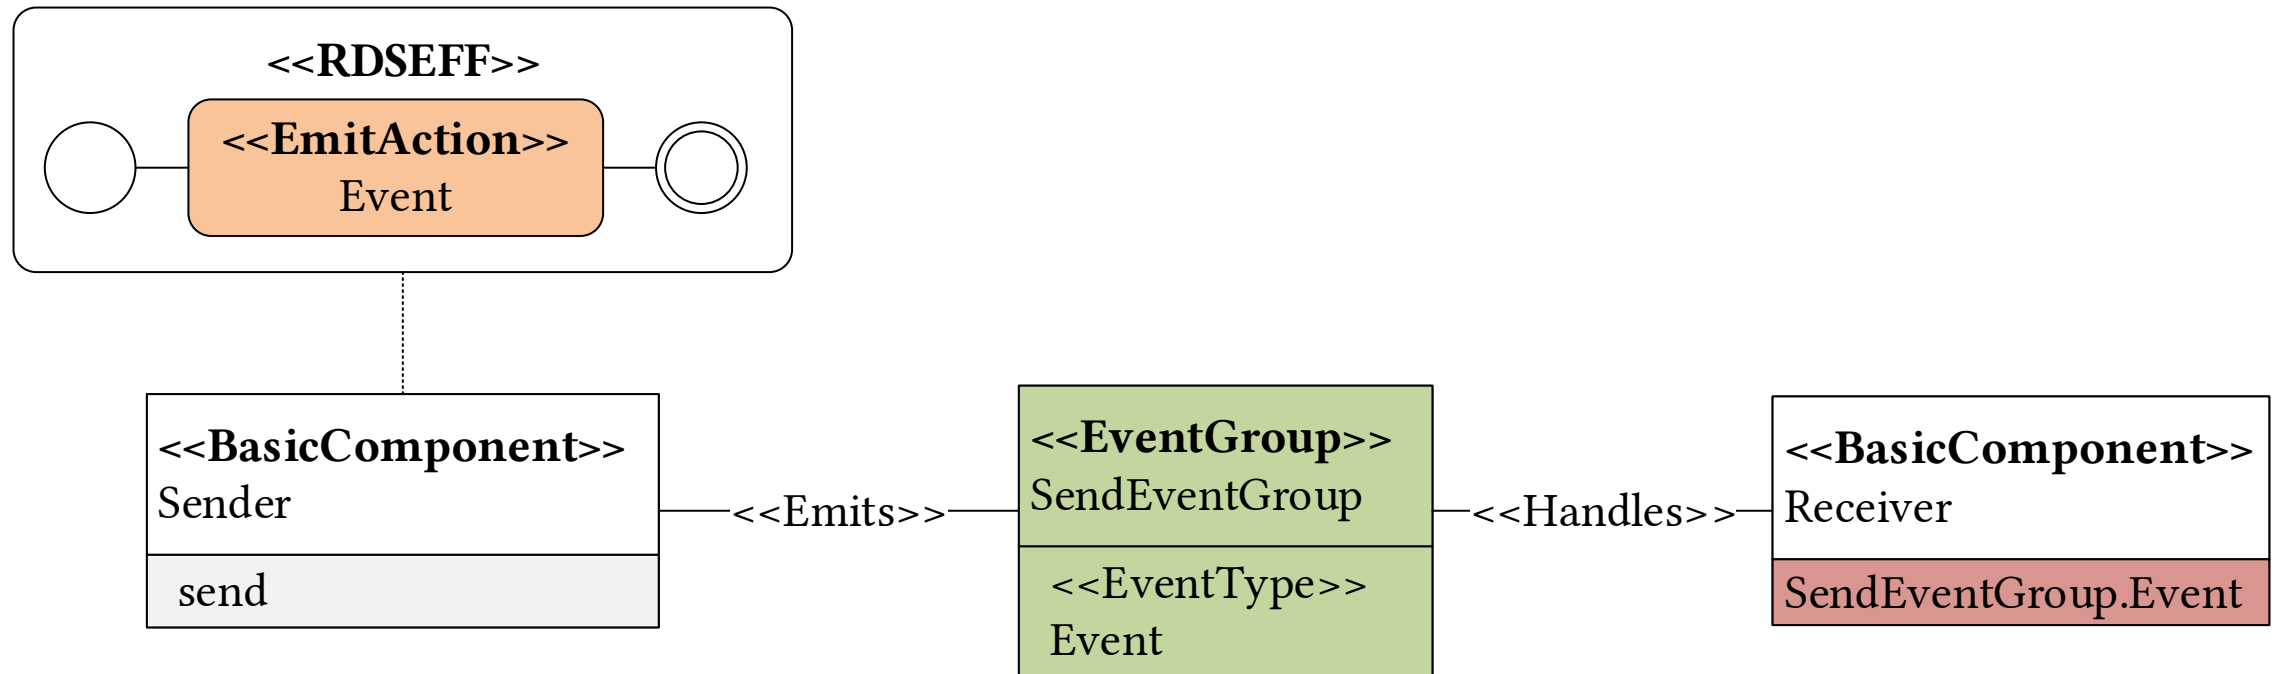 <<RDSEFF>>
<<EmitAction>>
Event
<<BasicComponent>>
Sender
send
<<Emits>>
<<EventGroup>>
SendEventGroup
<<EventType>>
Event
<<Handles>>
<<BasicComponent>>
Receiver
SendEventGroup.Event